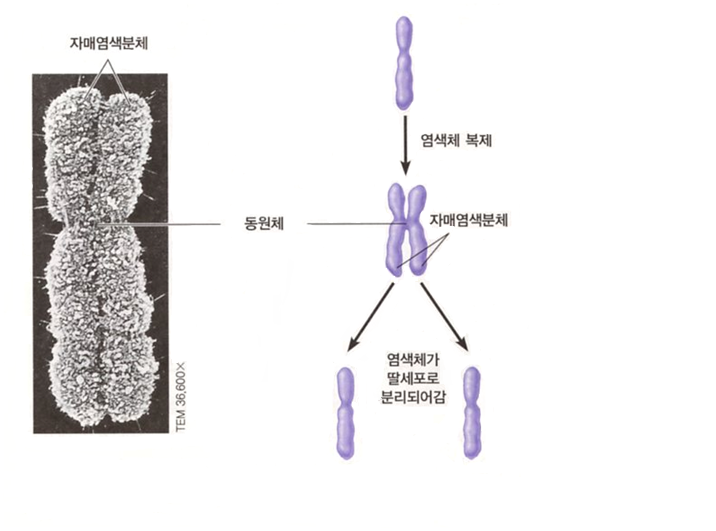 자매염색분체
염색체 복제
동원체
자매염색분체
염색체가
딸세포로
분리되어감
TEM 36,600×